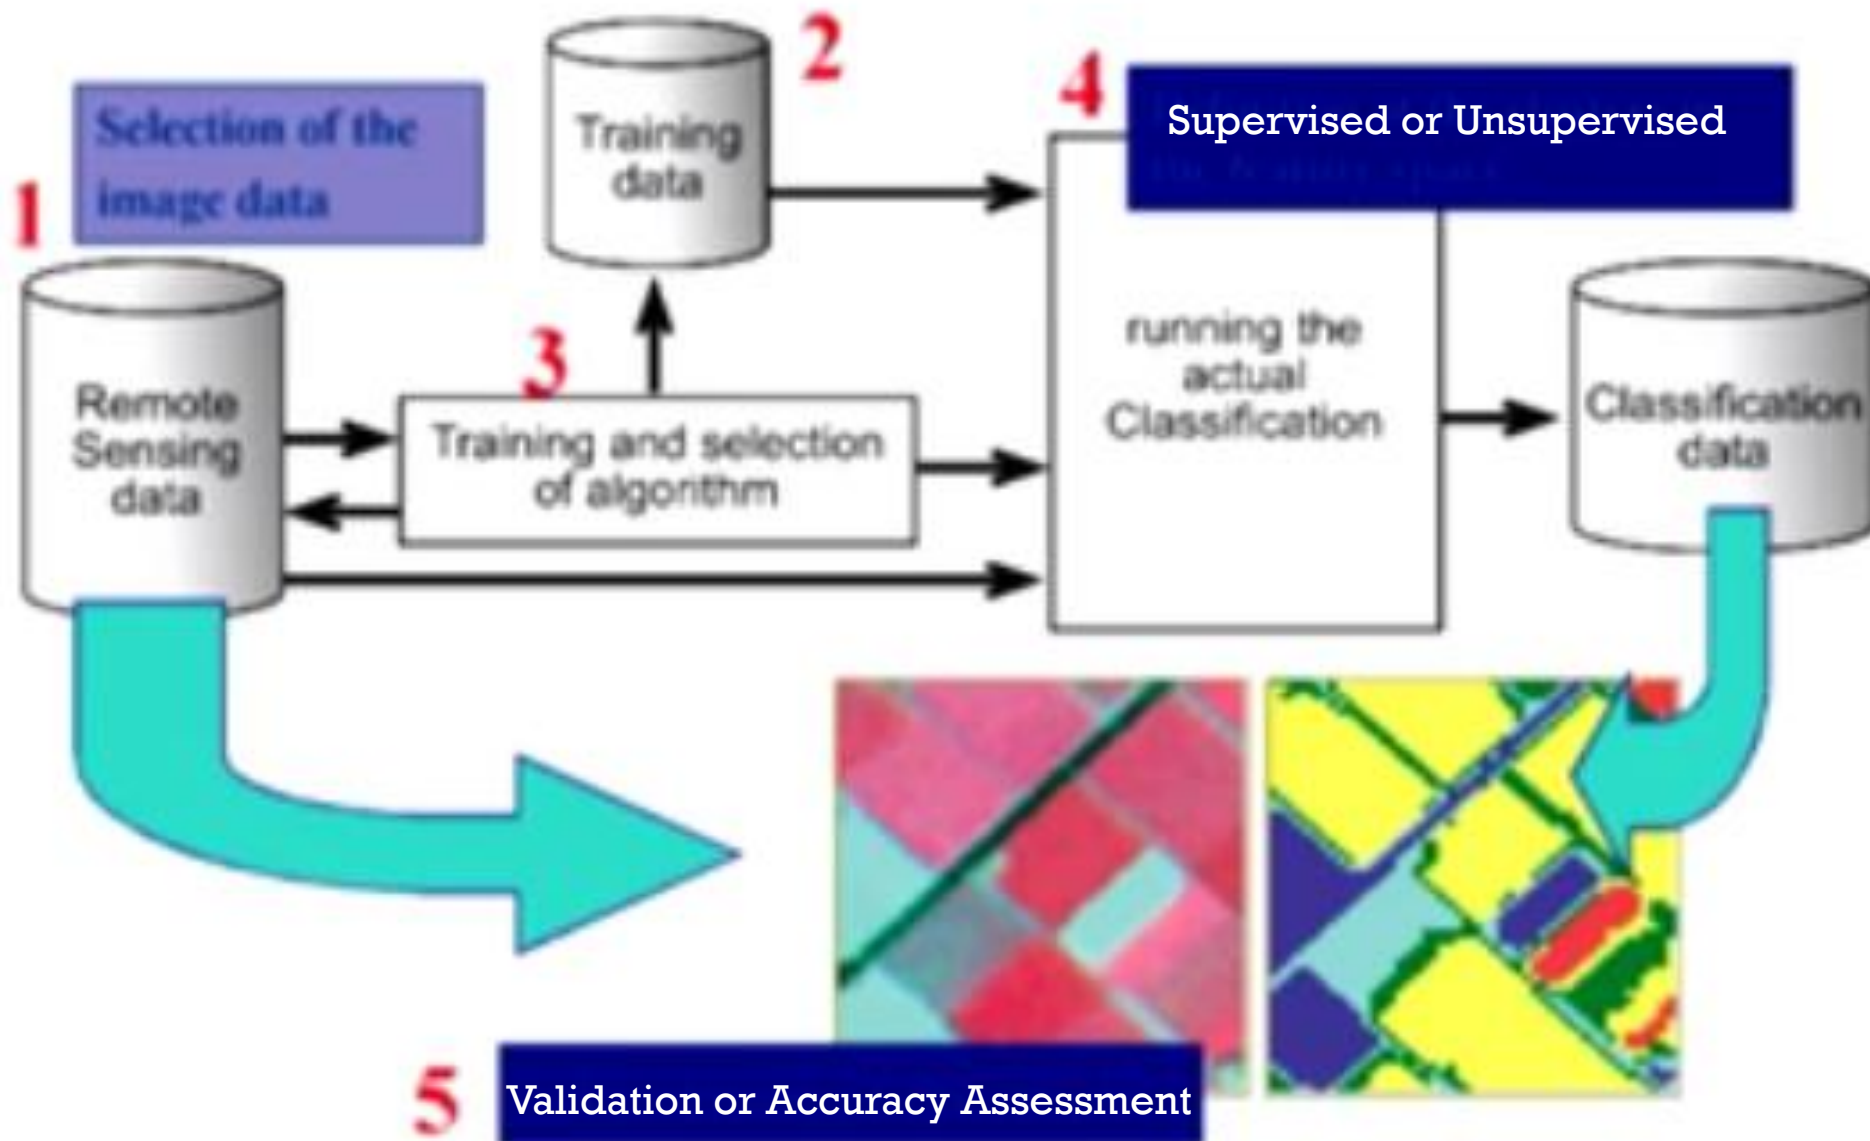 1
Selection of the
image data
2
Training
data
4
Supervised or Unsupervised
3
Remote
Sensing
data
Training and selection
of algorithm
running the
actual
Classification
Classification
data
5
Validation or Accuracy Assessment